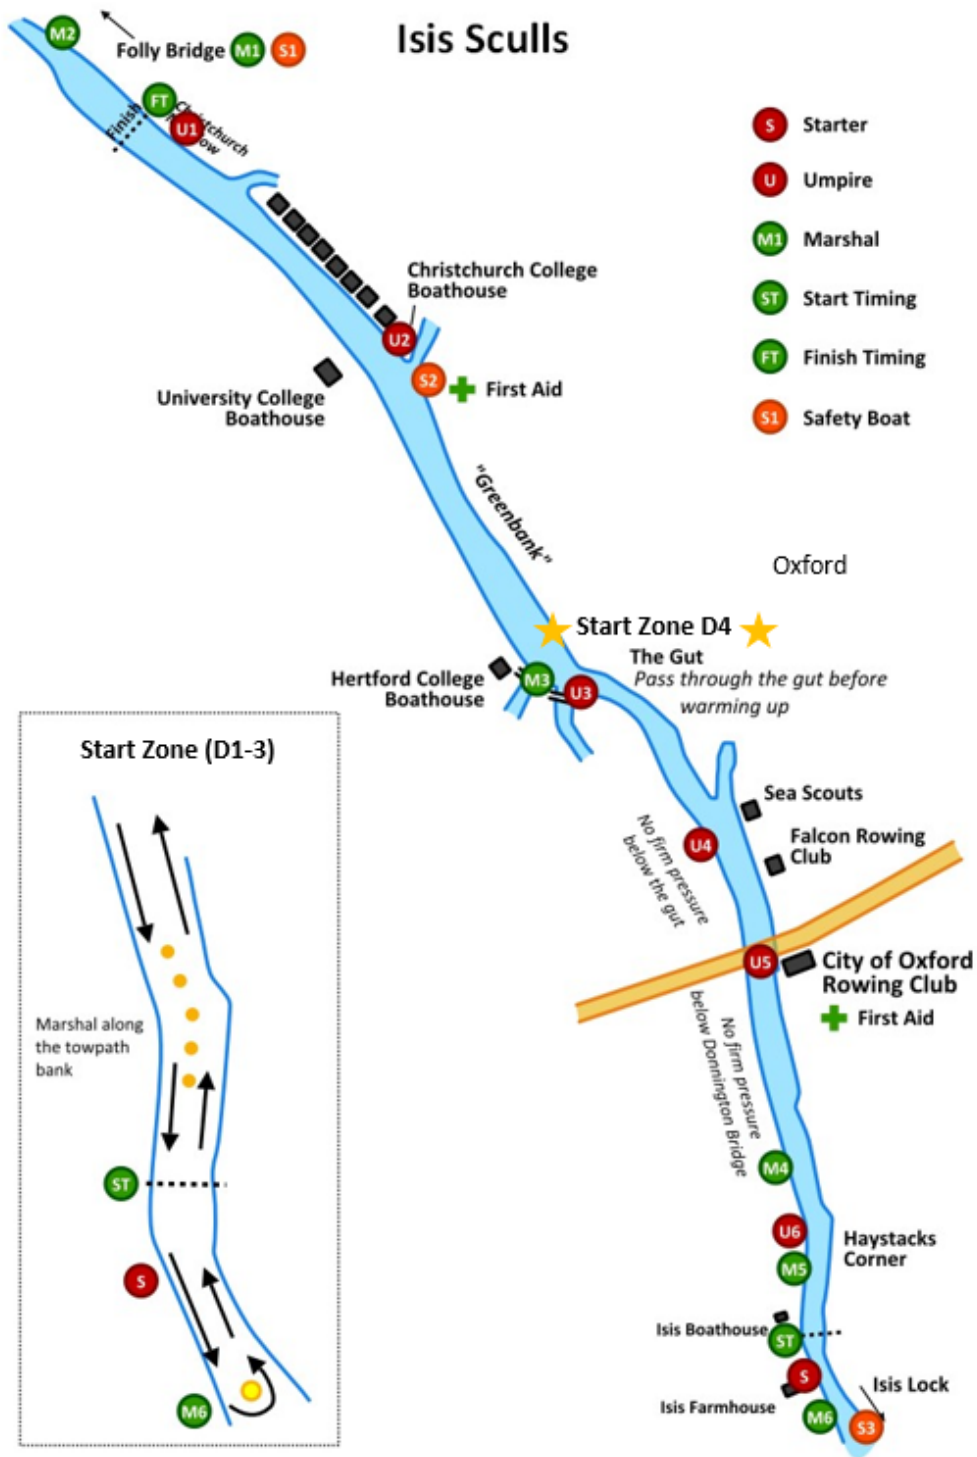 Isis Sculls
M2
Folly Bridge
M1
S1
FT
Finish
Christchurch
U1
S
Starter
U
Umpire
M1
Marshal
ST
Start Timing
FT
Finish Timing
S1
Safety Boat
Christchurch College
Boathouse
U2
S2
First Aid
University College
Boathouse
"Greenbank"
Oxford
Start Zone D4
The Gut
Pass through the gut before
warming up
Hertford College
Boathouse
M3
U3
Sea Scouts
Falcon Rowing
Club
U4
No firm pressure
below the gut
U5
City of Oxford
Rowing Club
First Aid
No firm pressure
below Donnington Bridge
M4
U6
M5
Haystacks
Corner
Isis Boathouse
ST
S
Isis Farmhouse
M6
Isis Lock
S3
Start Zone (D1-3)
Marshal along
the towpath
bank
ST
S
M6